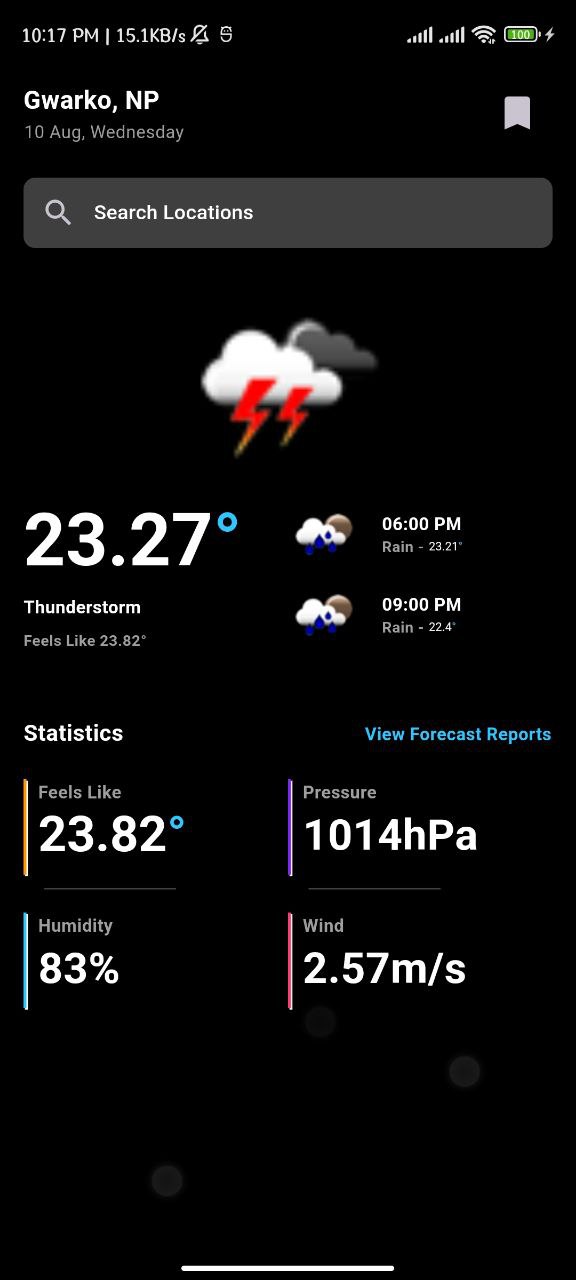 10:17 PM | 15.1KB/s
100
Gwarko, NP
10 Aug, Wednesday
Search Locations
23.27°
Thunderstorm
Feels Like 23.82°
06:00 PM
Rain - 23.21°
09:00 PM
Rain - 22.4°
Statistics
View Forecast Reports
Feels Like
23.82°
Pressure
1014hPa
Humidity
83%
Wind
2.57m/s